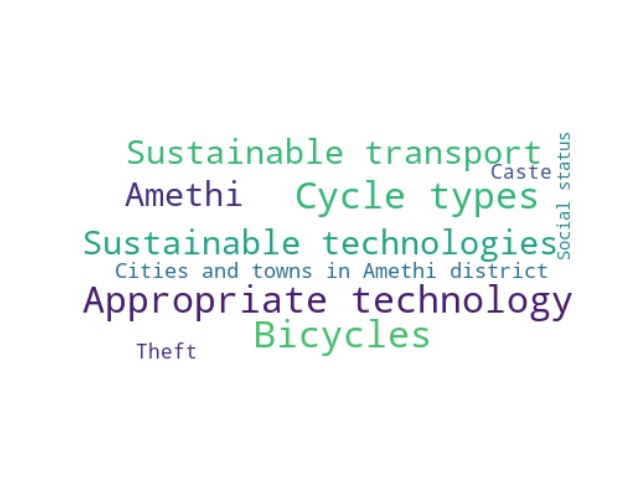 Sustainable transport
Caste
Social status
Amethi
Cycle types
Sustainable technologies
Cities and towns in Amethi district
Appropriate technology
Bicycles
Theft